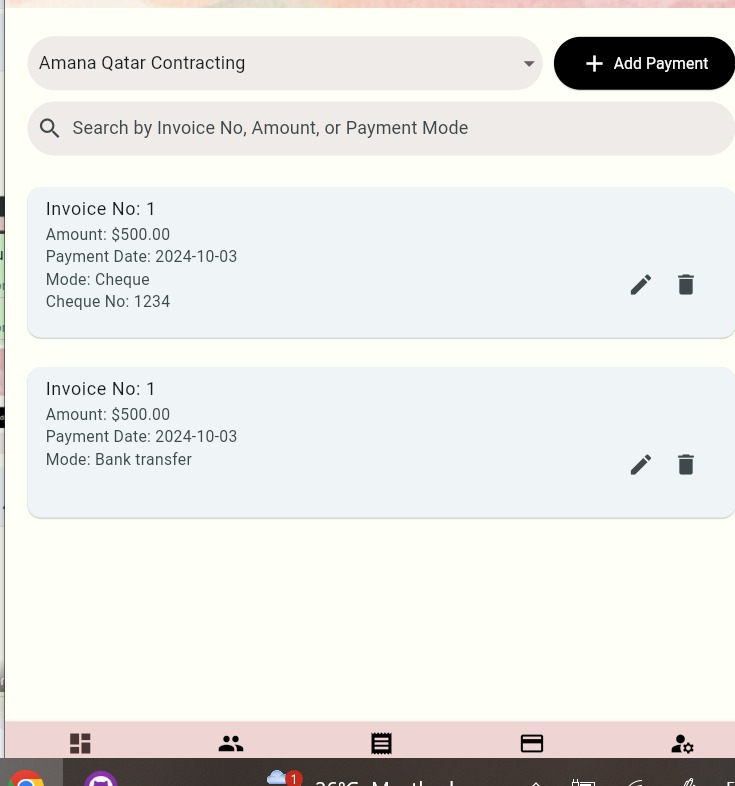 Amana Qatar Contracting
Add Payment
Search by Invoice No, Amount, or Payment Mode
Invoice No: 1
Amount: $500.00
Payment Date: 2024-10-03
Mode: Cheque
Cheque No: 1234
Invoice No: 1
Amount: $500.00
Payment Date: 2024-10-03
Mode: Bank transfer
1